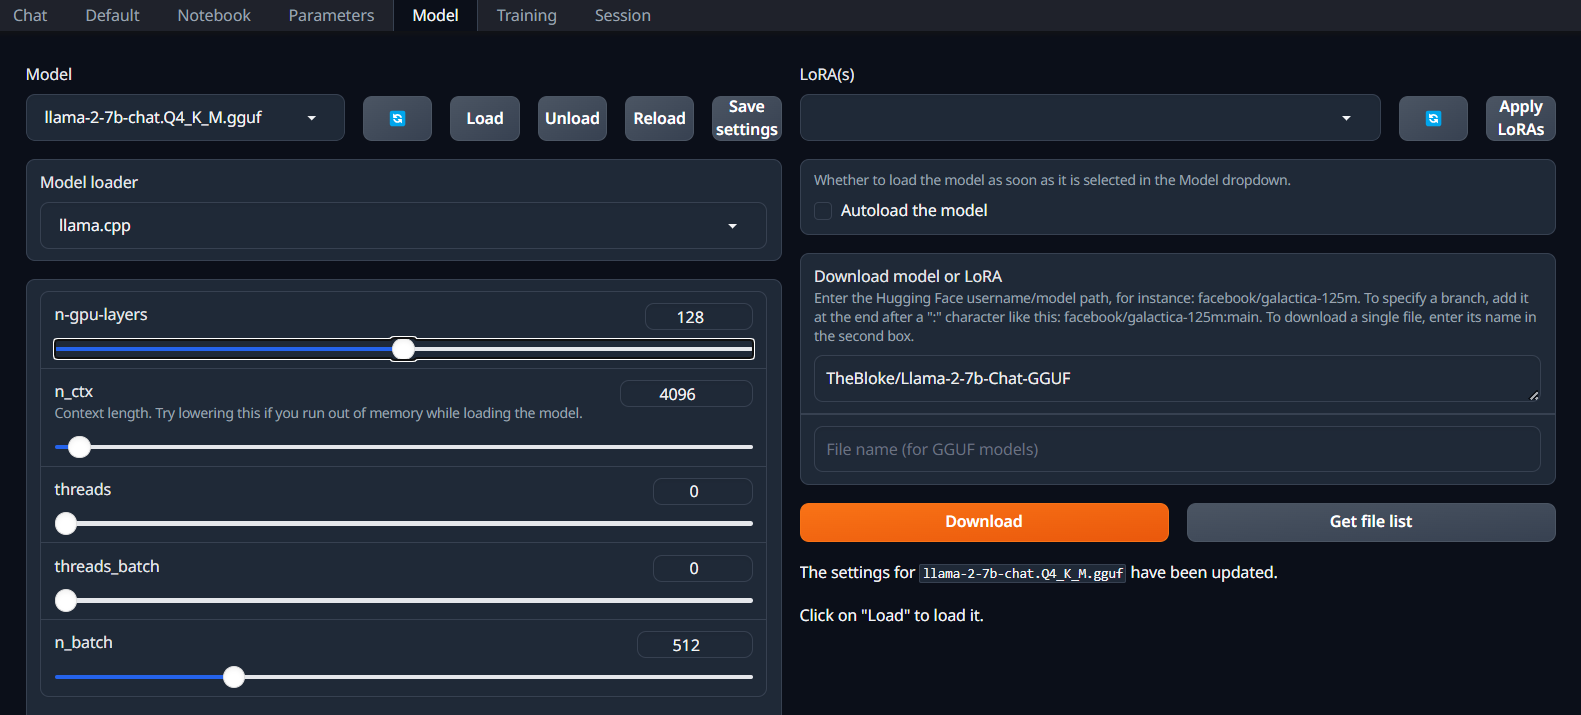 Chat Default Notebook Parameters Model Training Session
Model
llama-2-7b-chat.Q4_K_M.gguf
Load
Unload
Reload
Save
settings
Model loader
llama.cpp
n-gpu-layers
128
n_ctx
4096
Context length. Try lowering this if you run out of memory while loading the model.
threads
0
threads_batch
0
n_batch
512
LoRA(s)
Apply
LoRAs
Whether to load the model as soon as it is selected in the Model dropdown.
Autoload the model
Download model or LoRA
Enter the Hugging Face username/model path, for instance: facebook/galactica-125m. To specify a branch, add it
at the end after a ":" character like this: facebook/galactica-125m:main. To download a single file, enter its name in
the second box.
TheBloke/Llama-2-7b-Chat-GGUF
File name (for GGUF models)
Download
Get file list
The settings for llama-2-7b-chat.Q4_K_M.gguf have been updated.
Click on "Load" to load it.